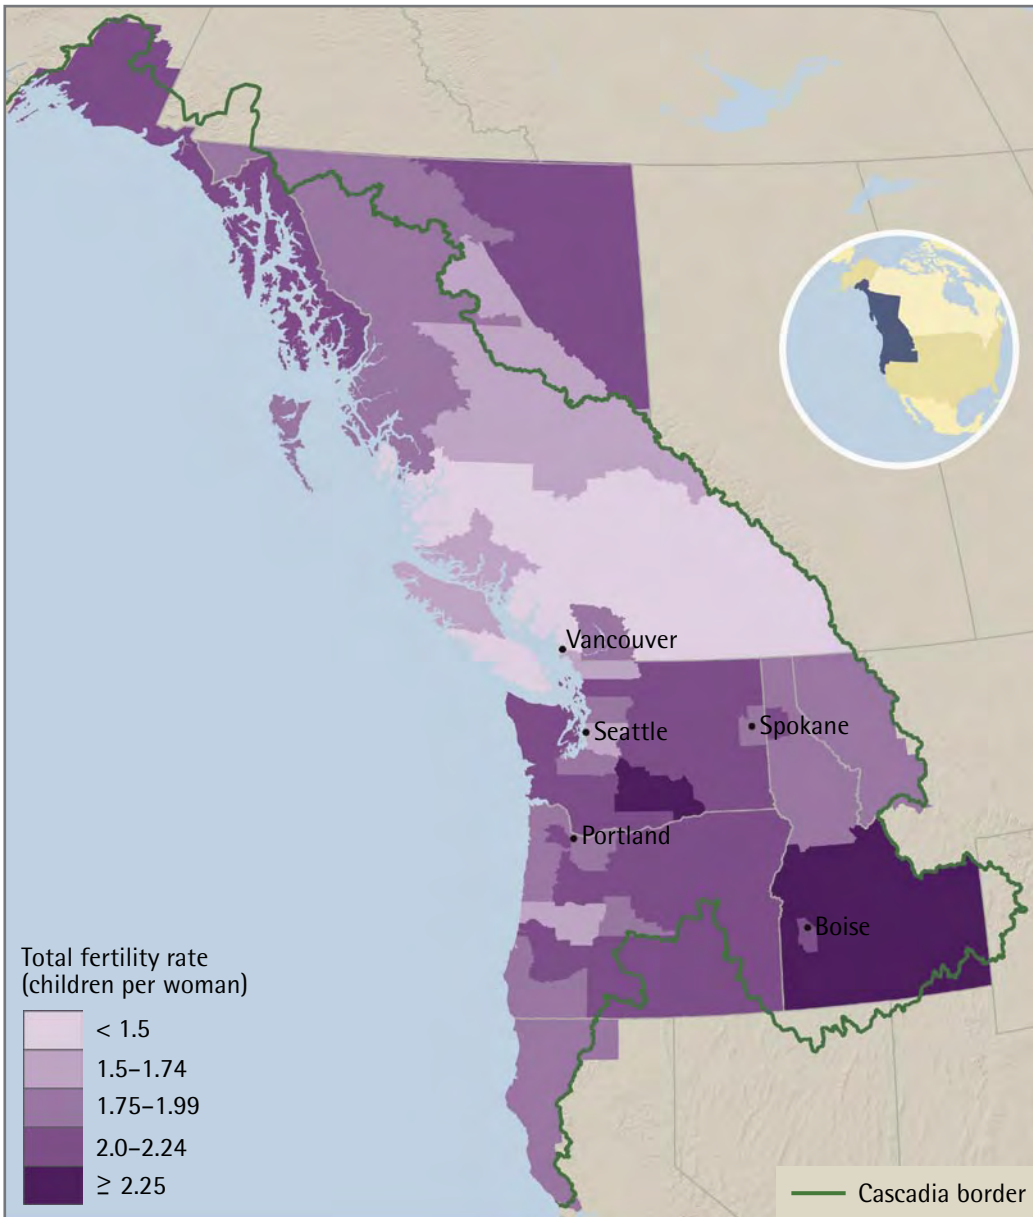 Vancouver
Seattle
Spokane
Portland
Boise
Total fertility rate
(children per woman)
< 1.5
1.5–1.74
1.75–1.99
2.0–2.24
≥ 2.25
Cascadia border